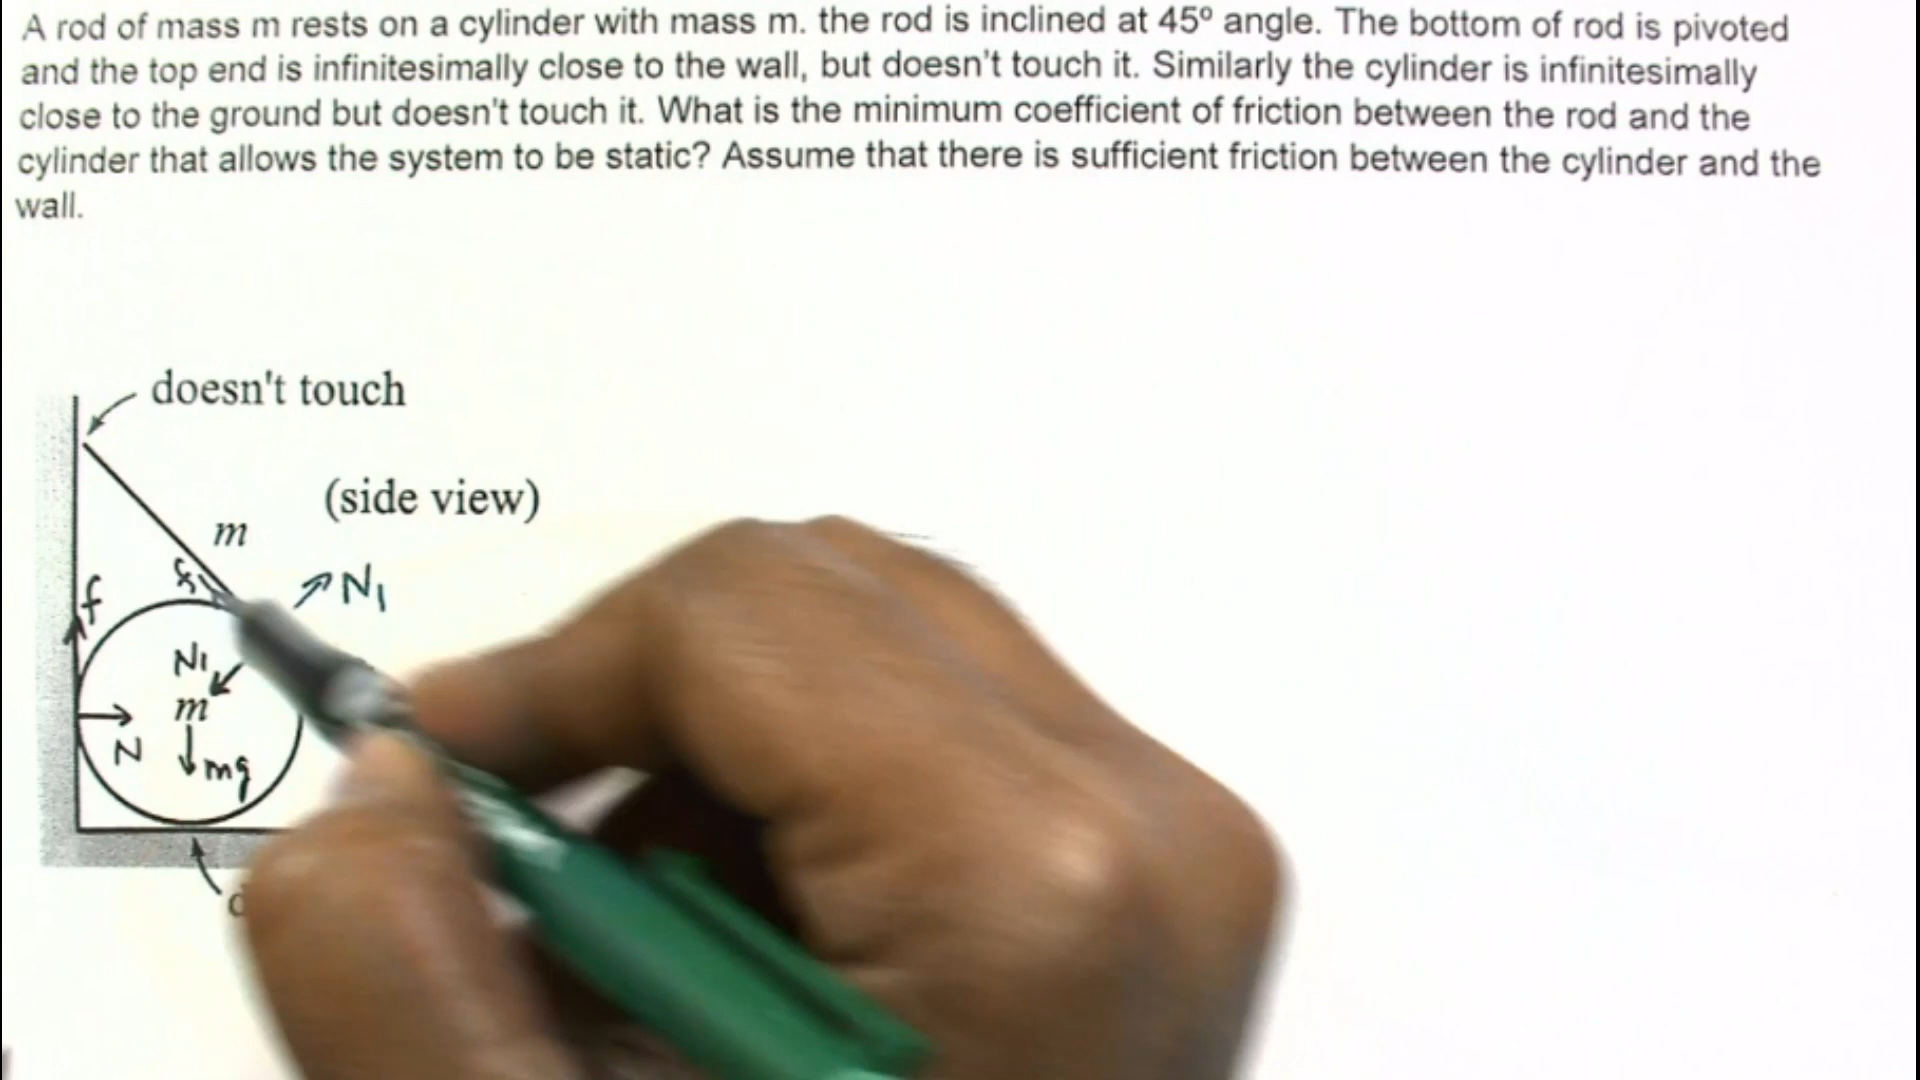 A rod of mass m rests on a cylinder with mass m. the rod is inclined at 45º angle. The bottom of rod is pivoted
and the top end is infinitesimally close to the wall, but doesn't touch it. Similarly the cylinder is infinitesimally
close to the ground but doesn't touch it. What is the minimum coefficient of friction between the rod and the
cylinder that allows the system to be static? Assume that there is sufficient friction between the cylinder and the
wall.
doesn't touch
(side view)
m
f
N1
f
N1
m
N
mg